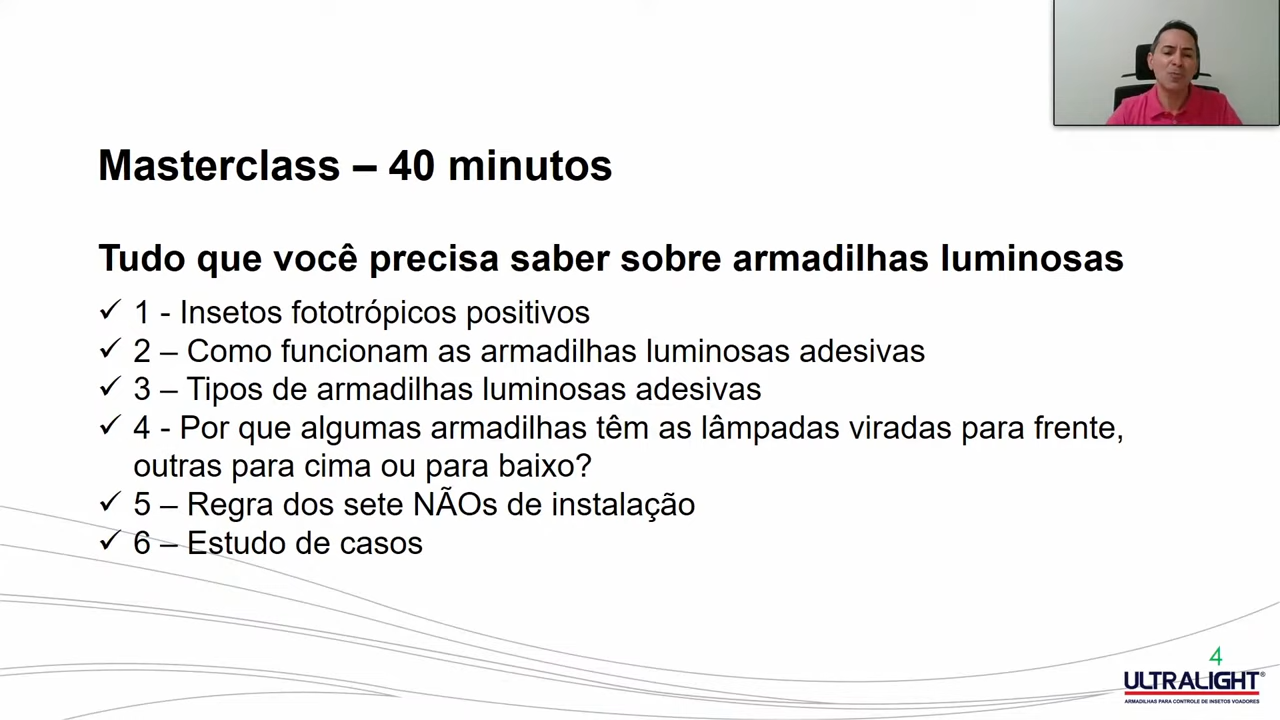 Masterclass – 40 minutos
Tudo que você precisa saber sobre armadilhas luminosas
✓ 1 - Insetos fototrópicos positivos
✓ 2 – Como funcionam as armadilhas luminosas adesivas
✓ 3 – Tipos de armadilhas luminosas adesivas
✓ 4 - Por que algumas armadilhas têm as lâmpadas viradas para frente,
outras para cima ou para baixo?
✓ 5 – Regra dos sete NÃOs de instalação
✓ 6 – Estudo de casos
4
ULTRALIGHT®
ARMADILHAS PARA CONTROLE DE INSETOS VOADORES